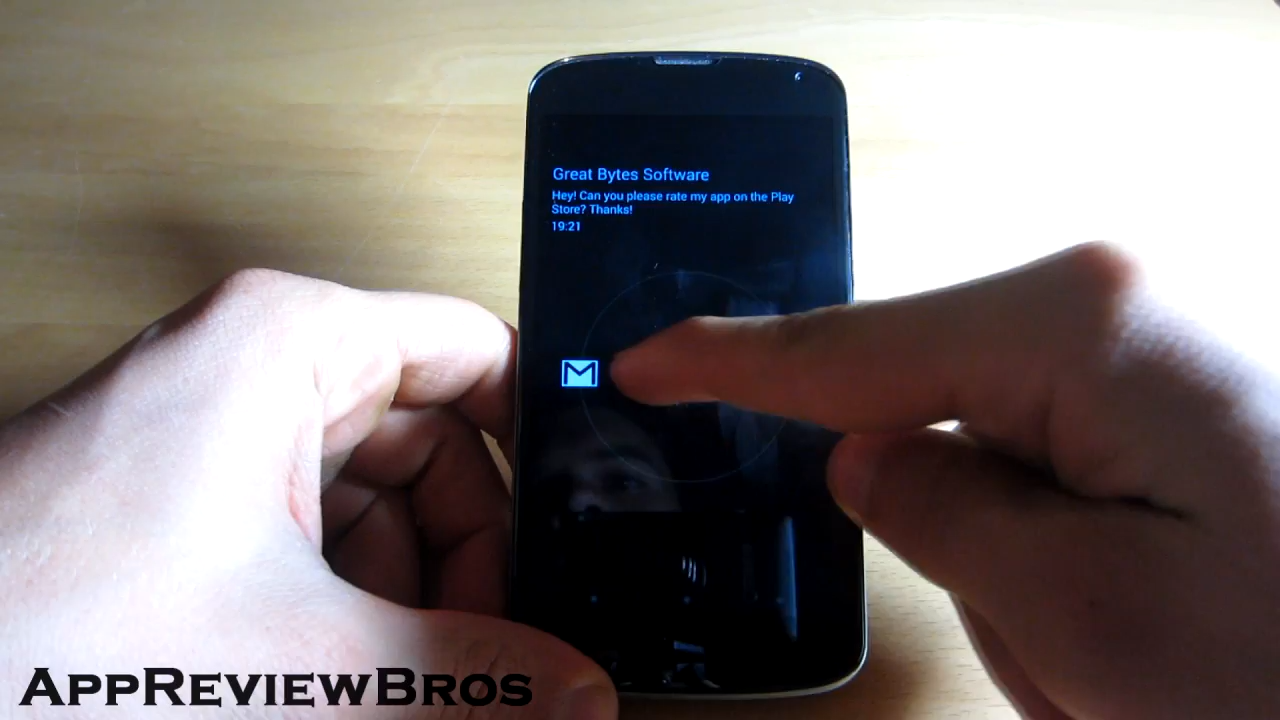 Great Bytes Software
Hey! Can you please rate my app on the Play
Store? Thanks!
19:21
AppReviewBros